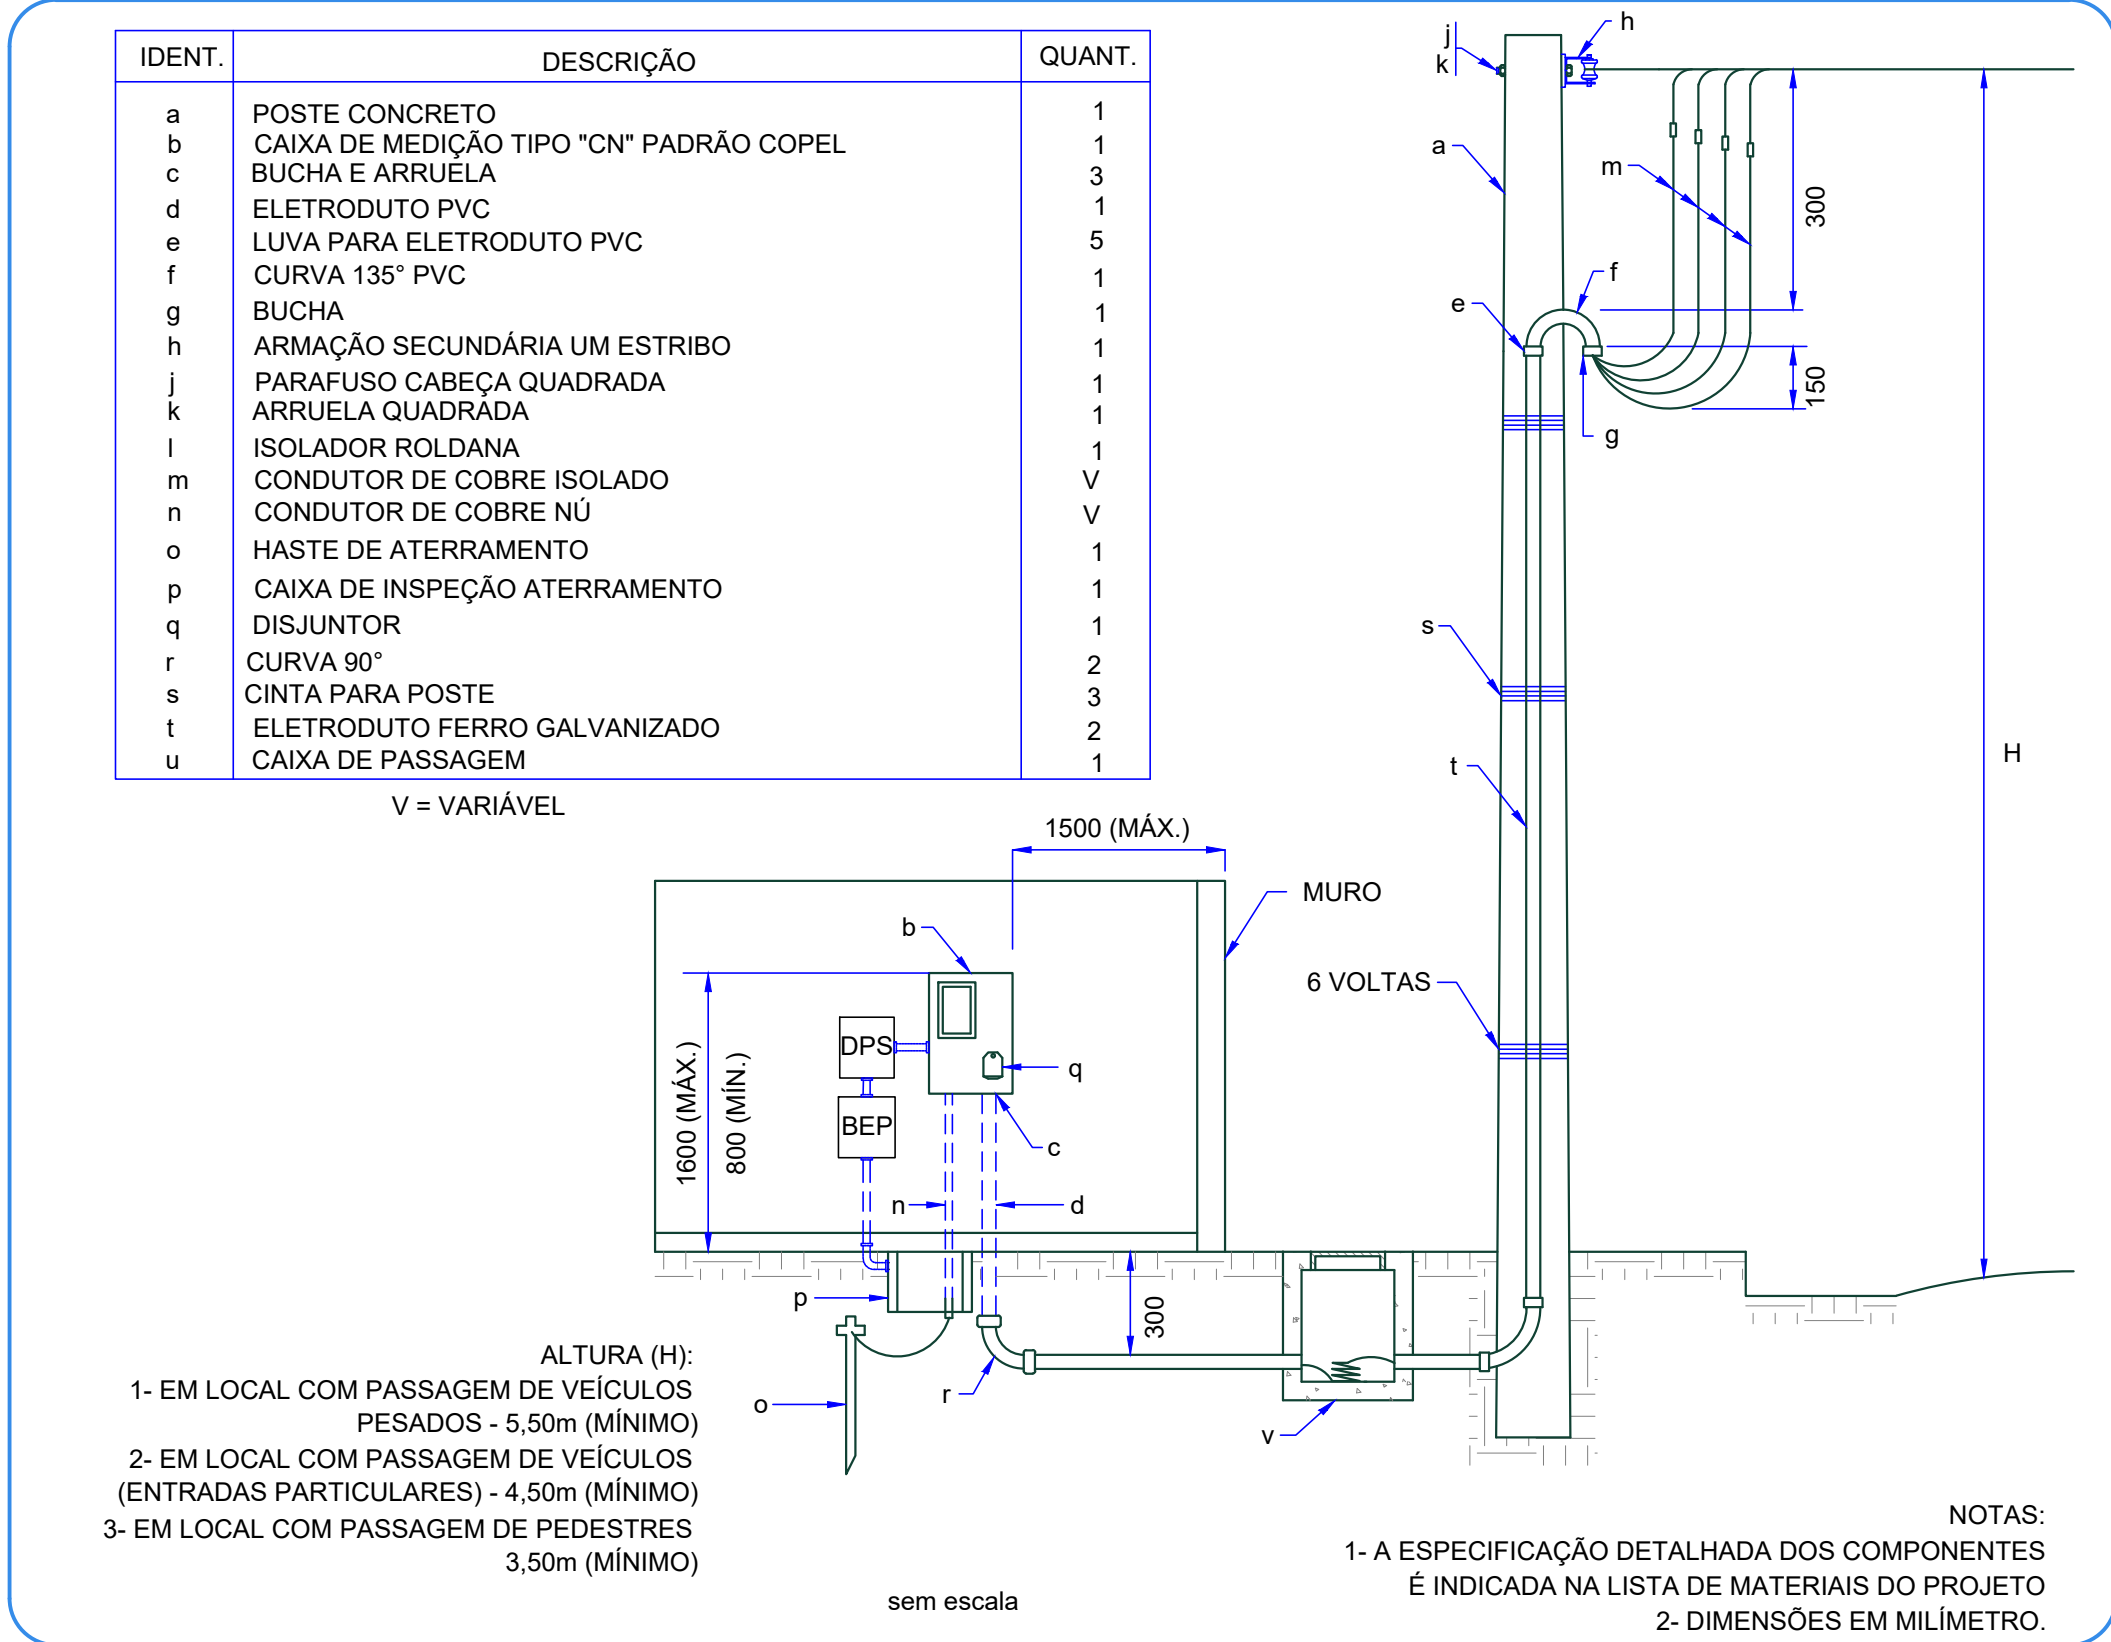 IDENT. DESCRIÇÃO QUANT.
a POSTE CONCRETO 1
b CAIXA DE MEDIÇÃO TIPO "CN" PADRÃO COPEL 1
c BUCHA E ARRUELA 3
d ELETRODUTO PVC 1
e LUVA PARA ELETRODUTO PVC 5
f CURVA 135° PVC 1
g BUCHA 1
h ARMAÇÃO SECUNDÁRIA UM ESTRIBO 1
j PARAFUSO CABEÇA QUADRADA 1
k ARRUELA QUADRADA 1
l ISOLADOR ROLDANA 1
m CONDUTOR DE COBRE ISOLADO V
n CONDUTOR DE COBRE NÚ V
o HASTE DE ATERRAMENTO 1
p CAIXA DE INSPEÇÃO ATERRAMENTO 1
q DISJUNTOR 1
r CURVA 90° 2
s CINTA PARA POSTE 3
t ELETRODUTO FERRO GALVANIZADO 2
u CAIXA DE PASSAGEM 1
V = VARIÁVEL
h
j
k
a
m
300
f
e
150
g
s
t
H
1500 (MÁX.)
MURO
b
6 VOLTAS
DPS
q
1600 (MÁX.)
800 (MÍN.)
BEP
c
n
d
p
300
r
o
v
ALTURA (H):
1- EM LOCAL COM PASSAGEM DE VEÍCULOS
PESADOS - 5,50m (MÍNIMO)
2- EM LOCAL COM PASSAGEM DE VEÍCULOS
(ENTRADAS PARTICULARES) - 4,50m (MÍNIMO)
3- EM LOCAL COM PASSAGEM DE PEDESTRES
3,50m (MÍNIMO)
sem escala
NOTAS:
1- A ESPECIFICAÇÃO DETALHADA DOS COMPONENTES
É INDICADA NA LISTA DE MATERIAIS DO PROJETO
2- DIMENSÕES EM MILÍMETRO.